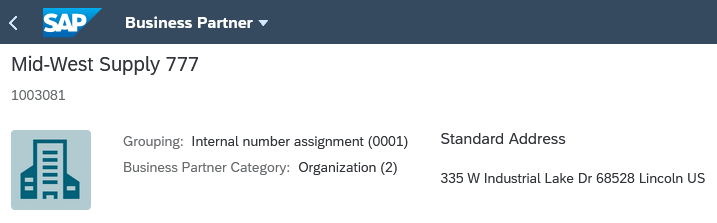 SAP Business Partner
Mid-West Supply 777
1003081
Grouping: Internal number assignment (0001)
Business Partner Category: Organization (2)
Standard Address
335 W Industrial Lake Dr 68528 Lincoln US